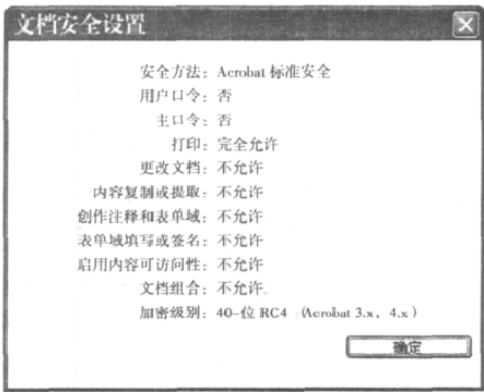 文档安全设置
安全方法：Acrobat 标准安全
用户口令：否
主口令：否
打印：完全允许
更改文档：不允许
内容复制或提取：不允许
创作注释和表单域：不允许
表单域填写或签名：不允许
启用内容可访问性：不允许
文档组合：不允许。
加密级别：40-位 RC4（Acrobat 3.x，4.x）
确定